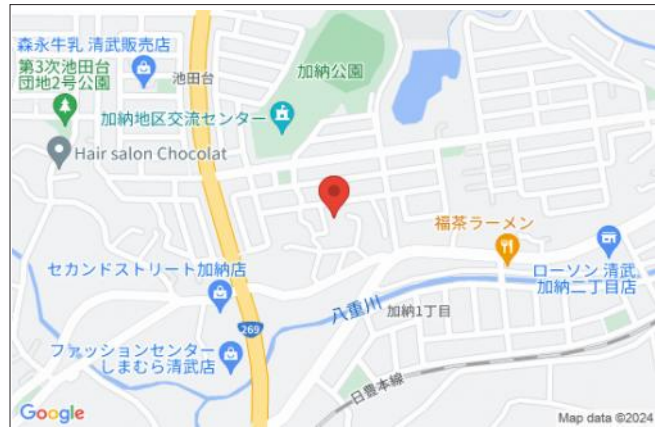 森永牛乳 清武販売店
第3次池田台
団地2号公園
池田台
加納公園
加納地区交流センター
Hair salon Chocolat
福茶ラーメン
セカンドストリート加納店
ローソン 清武
加納二丁目店
八重川
加納1丁目
269
ファッションセンター
しまむら清武店
日豊本線
Google
Map data ©2024